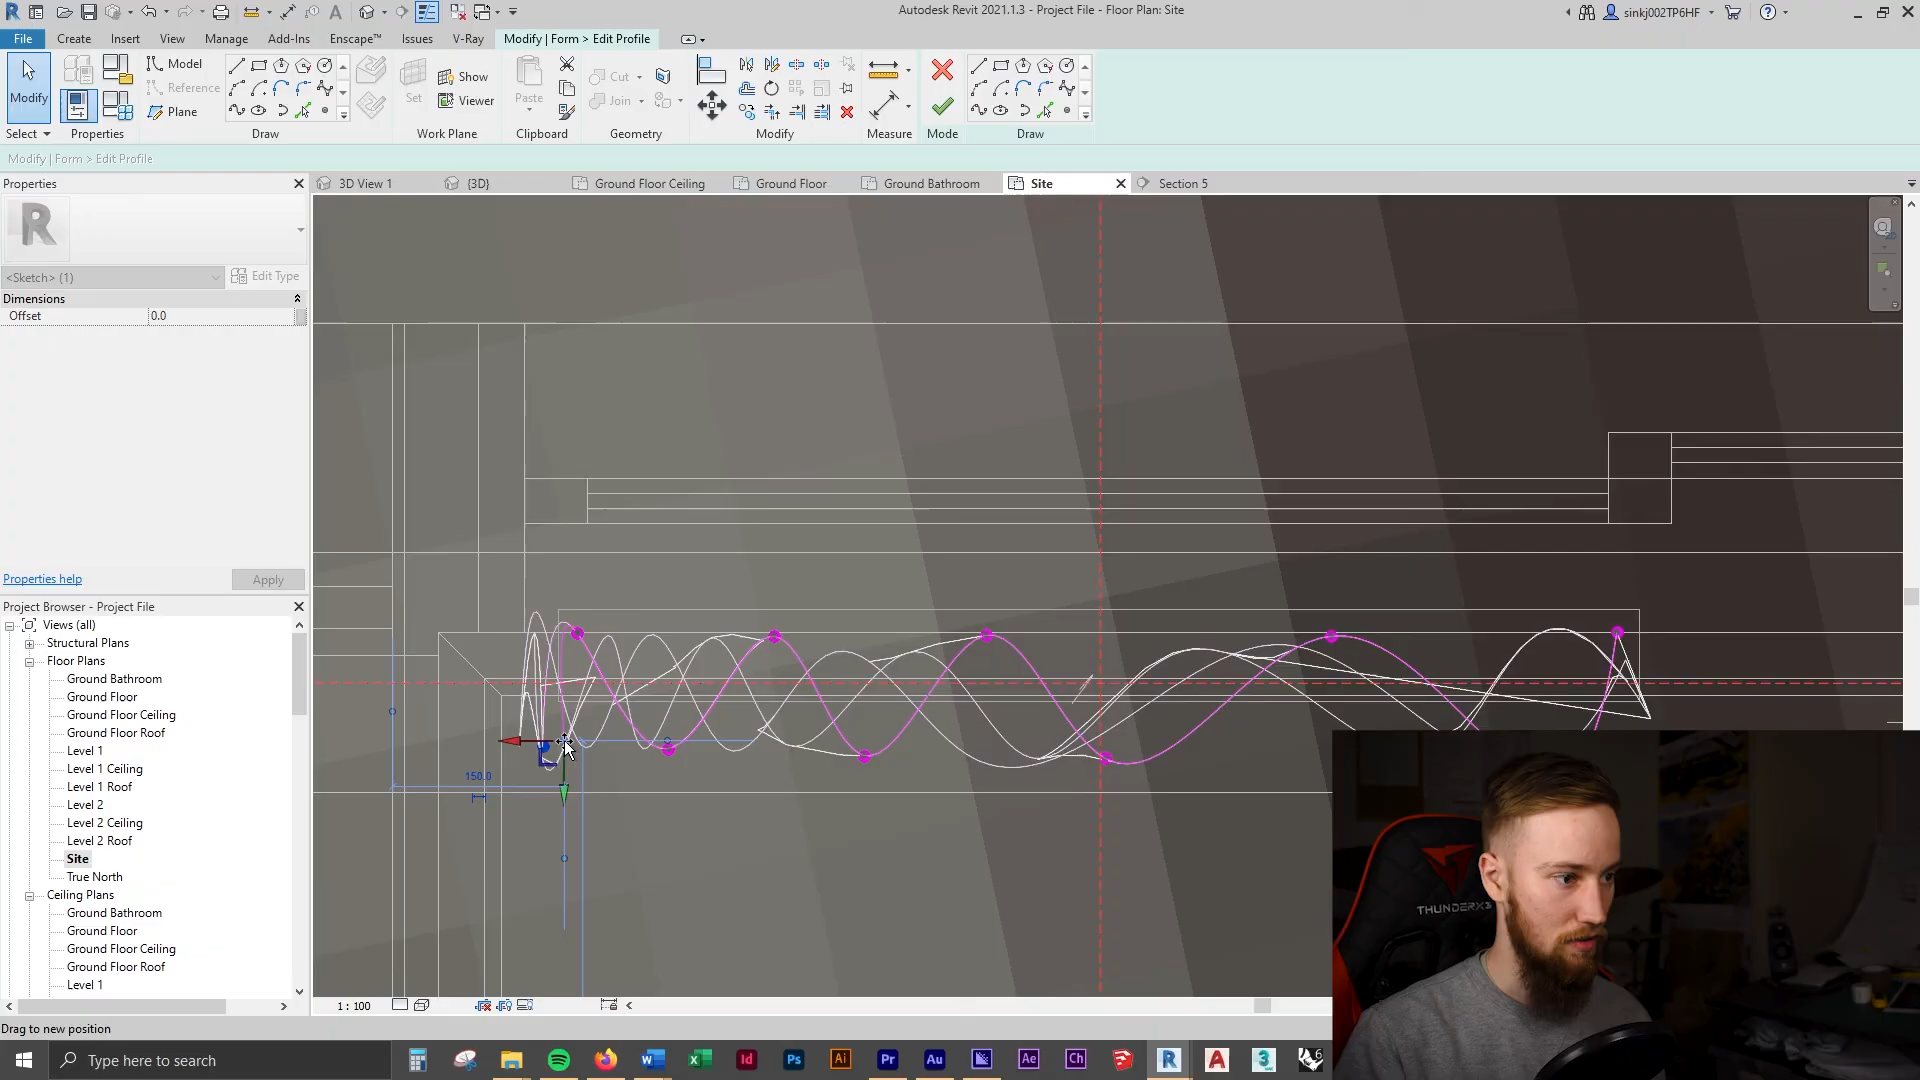 Autodesk Revit 2021.1.3 - Project File - Floor Plan: Site
sinkj002TP6HF
File Create Insert View Manage Add-Ins Enscape™ Issues V-Ray Modify | Form > Edit Profile
Modify
Model
Reference
Plane
Set
Show
Viewer
Paste
Cut
Join
Select Properties Draw Work Plane Clipboard Geometry Modify Measure Mode Draw
Modify | Form > Edit Profile
Properties
3D View 1 {3D} Ground Floor Ceiling Ground Floor Ground Bathroom Site Section 5
<Sketch> (1)
Edit Type
Dimensions
Offset 0.0
Properties help
Apply
Project Browser - Project File
Views (all)
Structural Plans
Floor Plans
Ground Bathroom
Ground Floor
Ground Floor Ceiling
Ground Floor Roof
Level 1
Level 1 Ceiling
Level 1 Roof
Level 2
Level 2 Ceiling
Level 2 Roof
Site
True North
Ceiling Plans
Ground Bathroom
Ground Floor
Ground Floor Ceiling
Ground Floor Roof
Level 1
150.0
THUNDERX3
1 : 100
Drag to new position
Type here to search